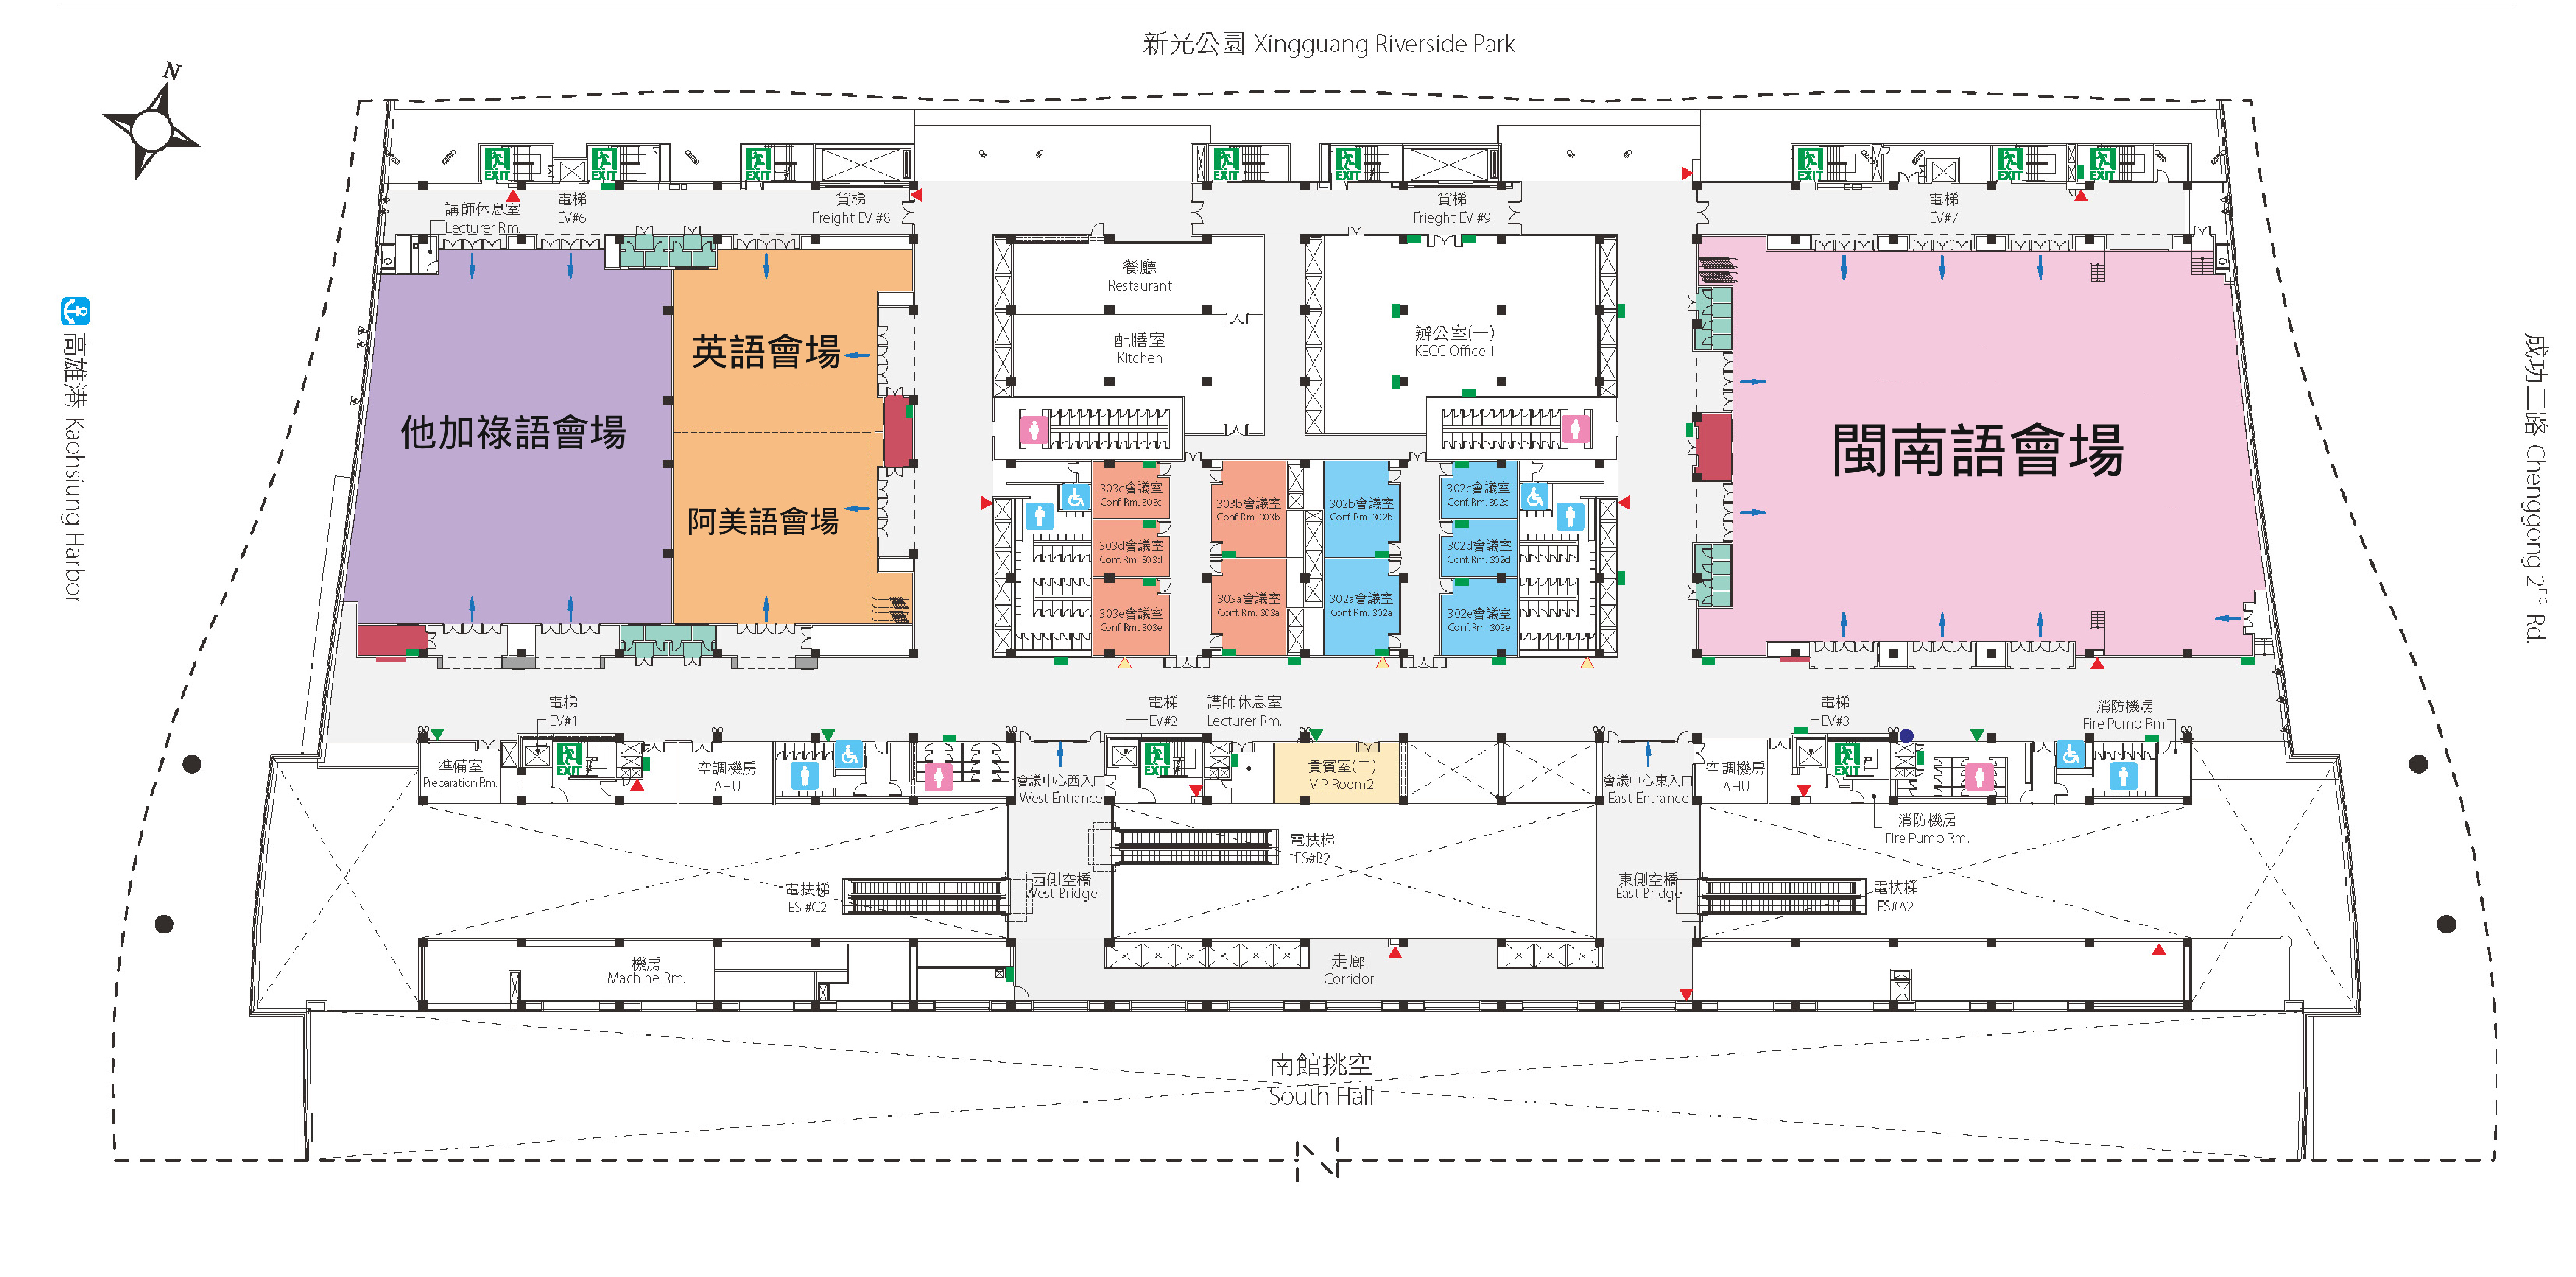 新光公園 Xingguang Riverside Park
N
EXIT
EXIT
EXIT
EXIT
EXIT
EXIT
EXIT
EXIT
講師休息室
Lecturer Rm.
電梯
EV#6
貨梯
Freight EV #8
貨梯
Frieght EV #9
電梯
EV#7
餐廳
Restaurant
配膳室
Kitchen
辦公室(一)
KECC Office 1
高雄港 Kaohsiung Harbor
成功二路 Chenggong 2nd Rd.
他加祿語會場
英語會場
阿美語會場
閩南語會場
303c會議室
Conf. Rm. 303c
303b會議室
Conf. Rm. 303b
302b會議室
Conf. Rm. 302b
302c會議室
Conf. Rm. 302c
303d會議室
Conf. Rm. 303d
302d會議室
Conf. Rm. 302d
303e會議室
Conf. Rm. 303e
303a會議室
Conf. Rm. 303a
302a會議室
Conf. Rm. 302a
302e會議室
Conf. Rm. 302e
電梯
EV#1
電梯
EV#2
講師休息室
Lecturer Rm.
電梯
EV#3
消防機房
Fire Pump Rm.
準備室
Preparation Rm.
EXIT
空調機房
AHU
會議中心西入口
West Entrance
EXIT
貴賓室(二)
VIP Room2
會議中心東入口
East Entrance
空調機房
AHU
EXIT
消防機房
Fire Pump Rm.
電扶梯
ES#B2
電扶梯
ES #C2
西側空橋
West Bridge
東側空橋
East Bridge
電扶梯
ES#A2
機房
Machine Rm.
走廊
Corridor
南館挑空
South Hall